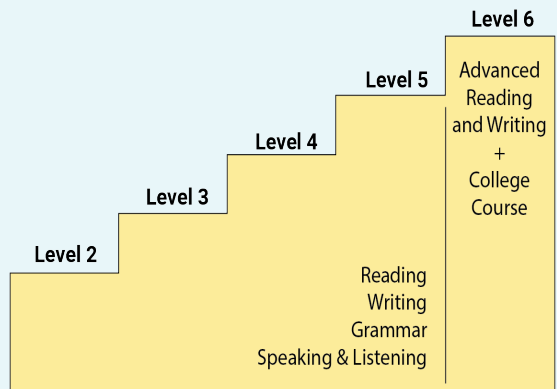 Level 6
Level 5
Level 4
Level 3
Level 2
Advanced
Reading
and Writing
+
College
Course
Reading
Writing
Grammar
Speaking & Listening